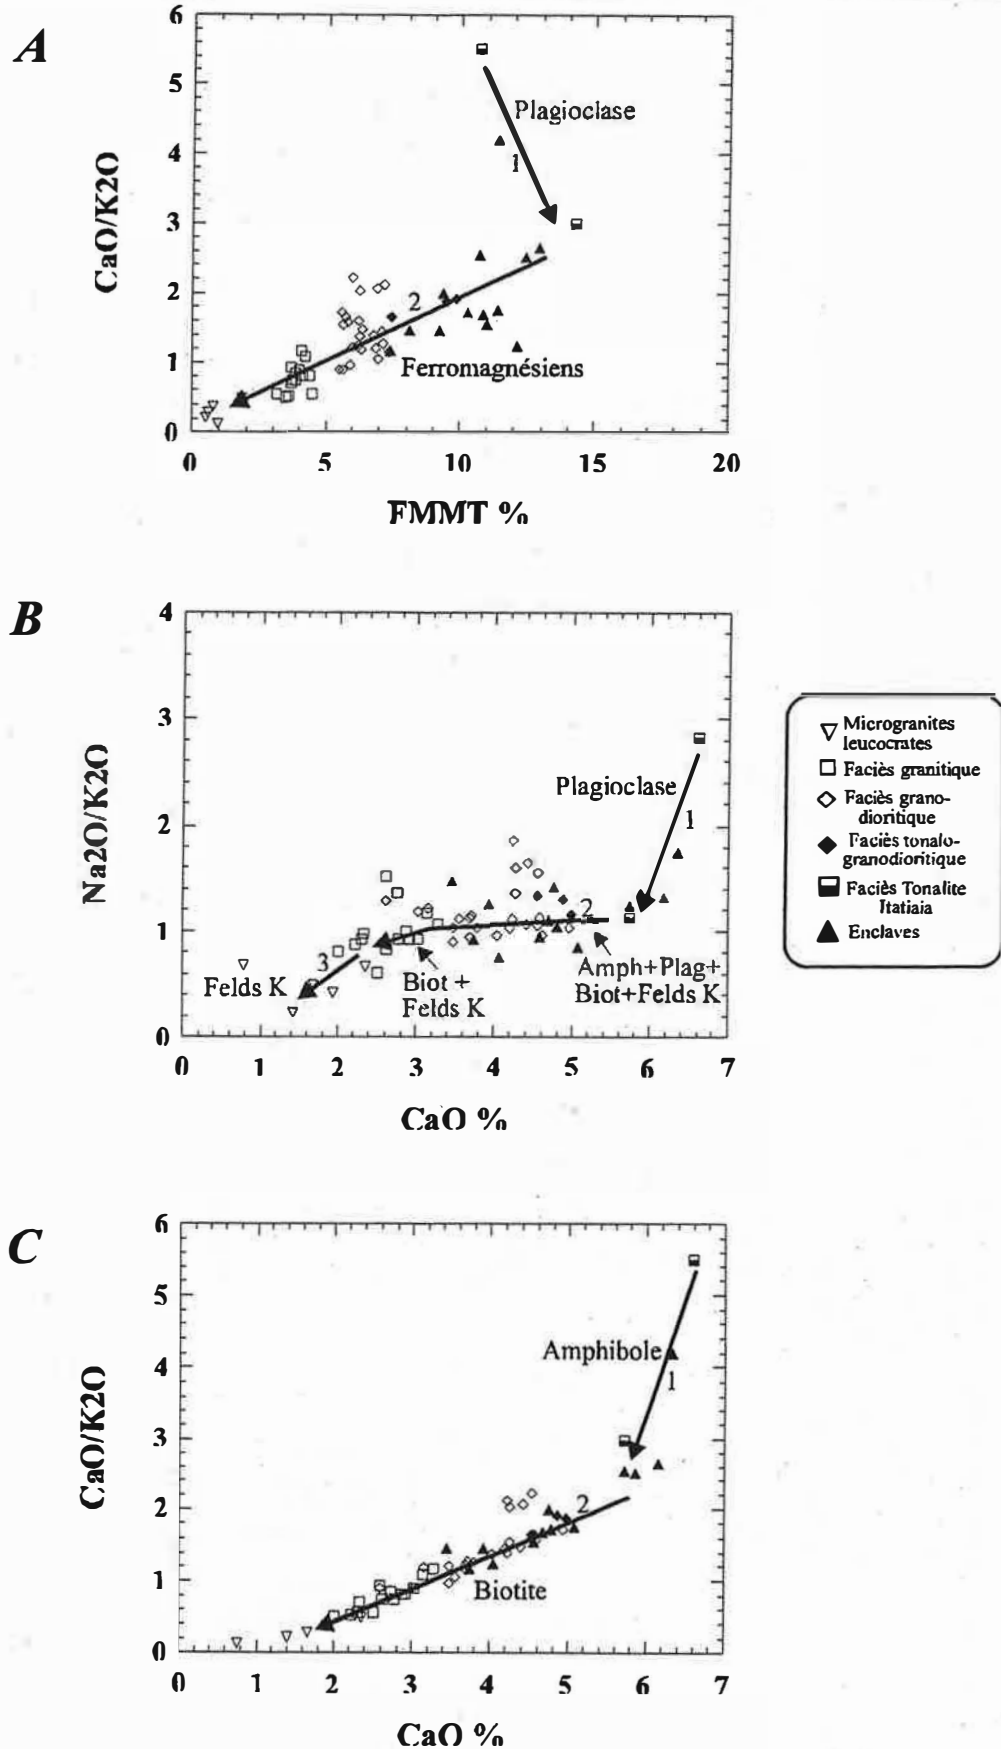 A
6
5
4
3
2
1
0
CaO/K2O
Plagioclase
1
2
Ferromagnésiens
0
5
10
15
20
FMMT %
B
4
3
2
1
0
Na2O/K2O
Plagioclase
1
2
3
Felds K
Biot +
Felds K
Amph+Plag+
Biot+Felds K
0
1
2
3
4
5
6
7
CaO %
Microgranites
leucocrates
Faciès granitique
Faciès grano-
dioritique
Faciès tonalo-
granodioritique
Faciès Tonalite
Itatiaia
Enclaves
C
6
5
4
3
2
1
0
CaO/K2O
Amphibole
1
2
Biotite
0
1
2
3
4
5
6
7
CaO %